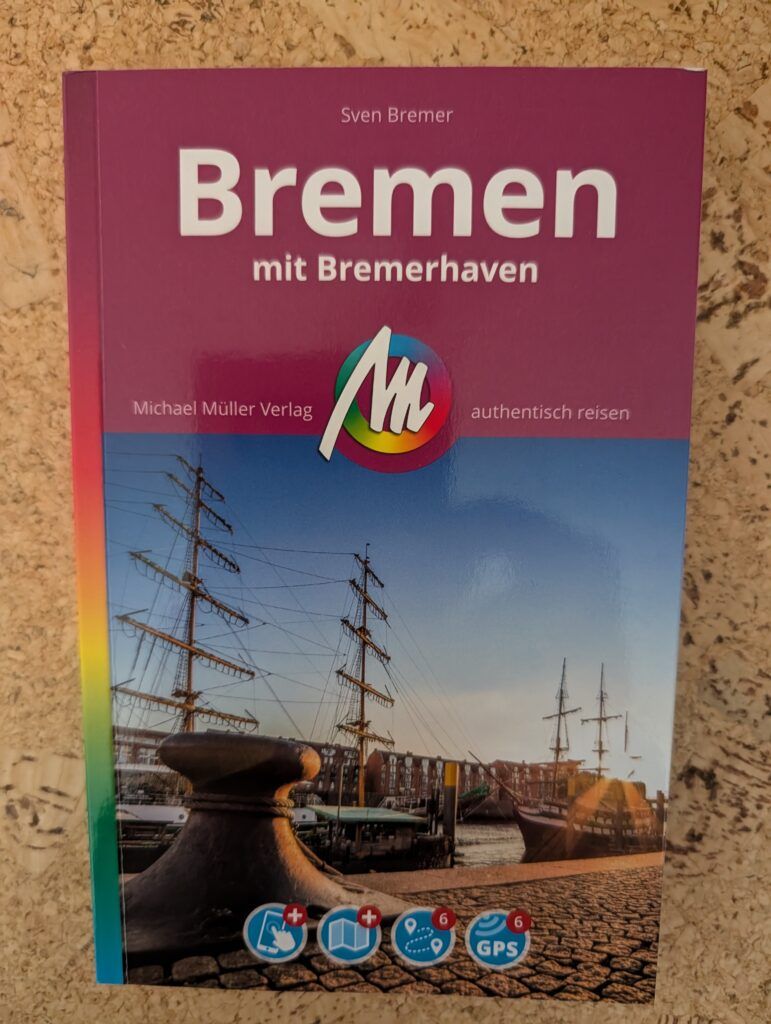 Sven Bremer
Bremen
mit Bremerhaven
Michael Müller Verlag
authentisch reisen
6
6
GPS